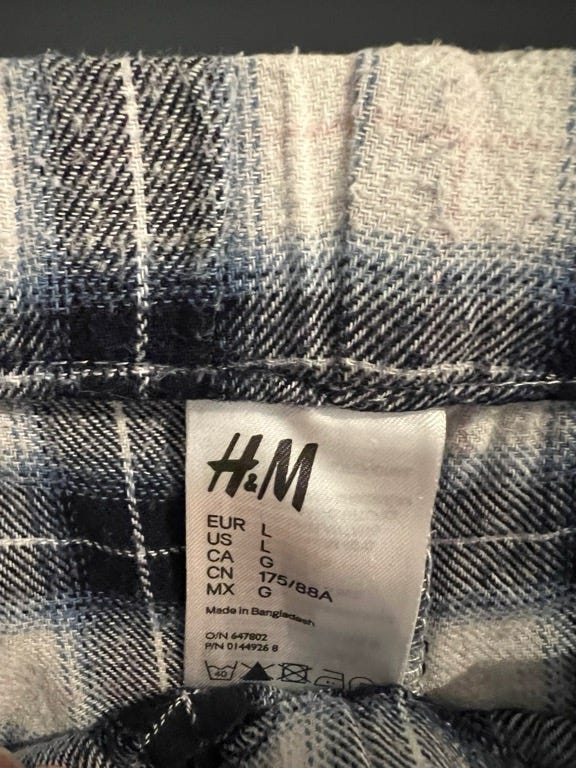 H&M
EUR L
US L
CA G
CN 175/88A
MX G
Made in Bangladesh
O/N 647802
P/N 0144926 8
40